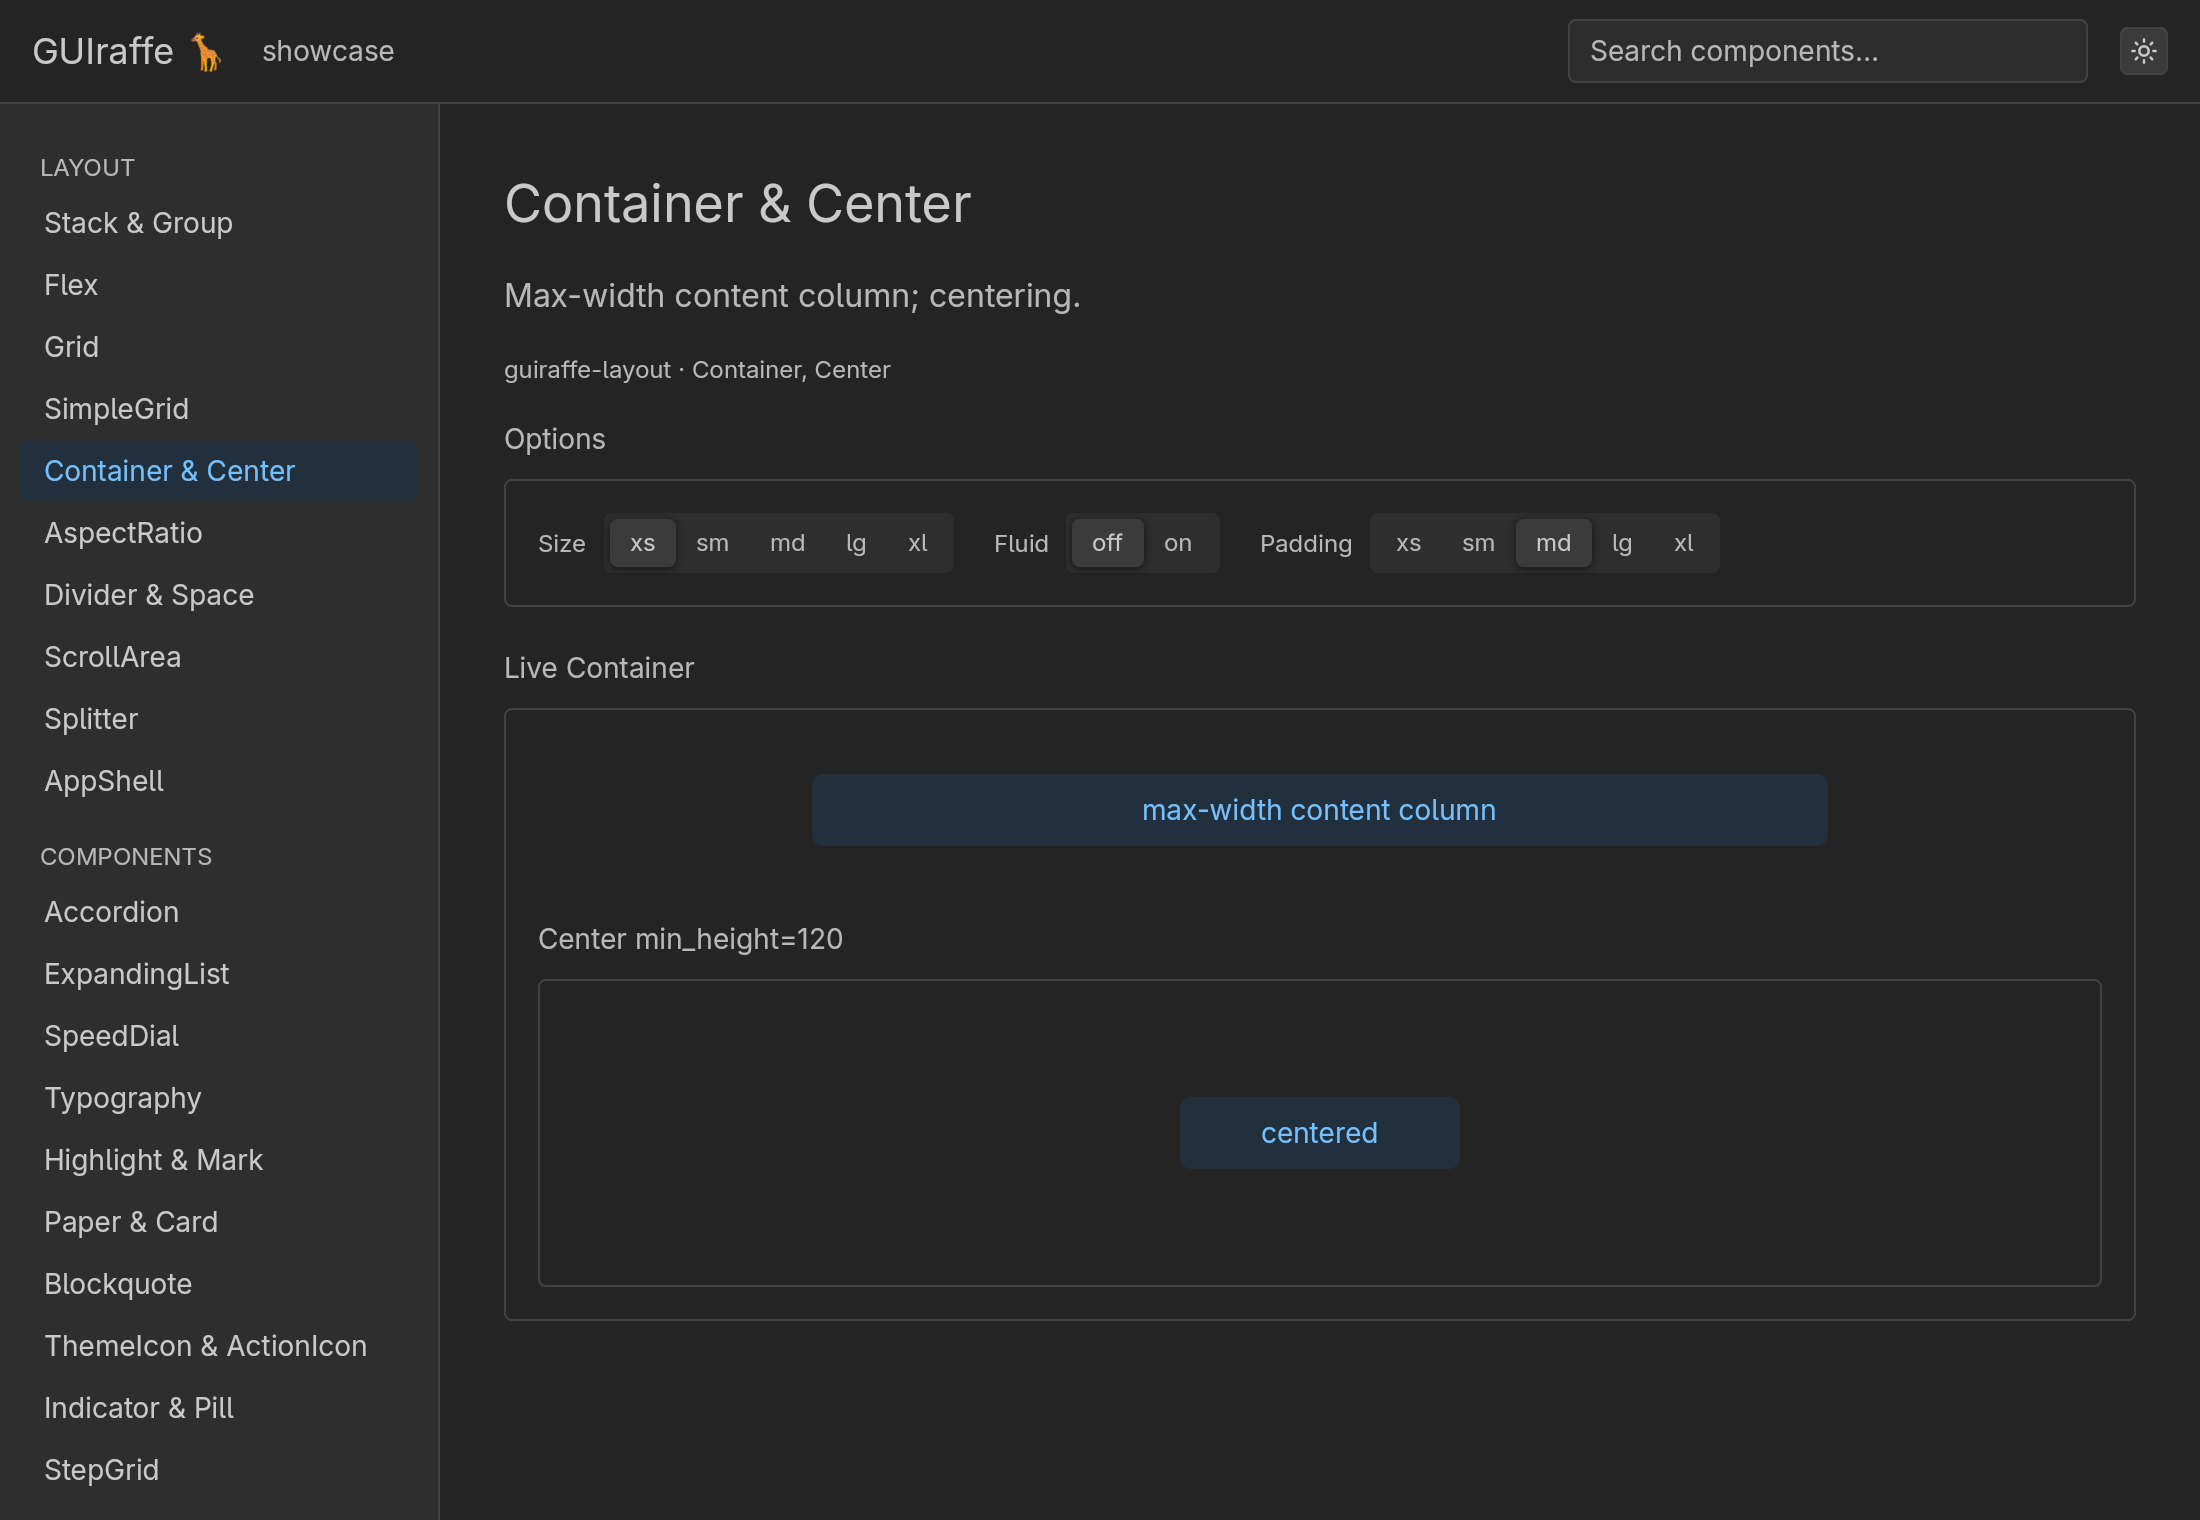 GUIraffe 🦒 showcase
Search components...
LAYOUT
Stack & Group
Flex
Grid
SimpleGrid
Container & Center
AspectRatio
Divider & Space
ScrollArea
Splitter
AppShell
COMPONENTS
Accordion
ExpandingList
SpeedDial
Typography
Highlight & Mark
Paper & Card
Blockquote
ThemeIcon & ActionIcon
Indicator & Pill
StepGrid
Container & Center
Max-width content column; centering.
guiraffe-layout · Container, Center
Options
Size xs sm md lg xl Fluid off on Padding xs sm md lg xl
Live Container
max-width content column
Center min_height=120
centered